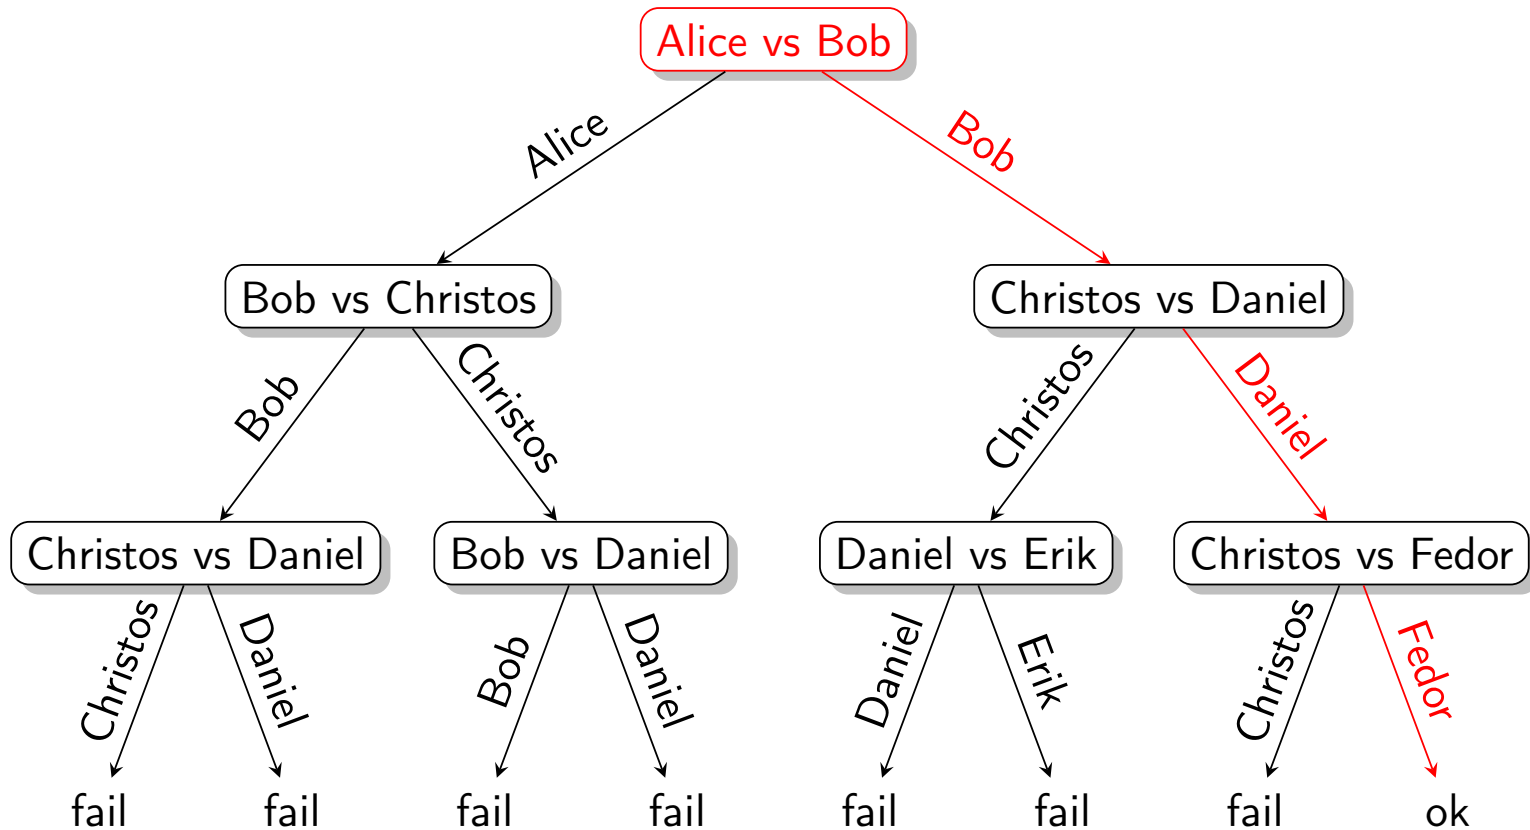 Alice vs Bob
Alice
Bob
Bob vs Christos
Christos vs Daniel
Bob
Christos
Christos
Daniel
Christos vs Daniel
Bob vs Daniel
Daniel vs Erik
Christos vs Fedor
Christos
Daniel
Bob
Daniel
Daniel
Erik
Christos
Fedor
fail
fail
fail
fail
fail
fail
fail
ok